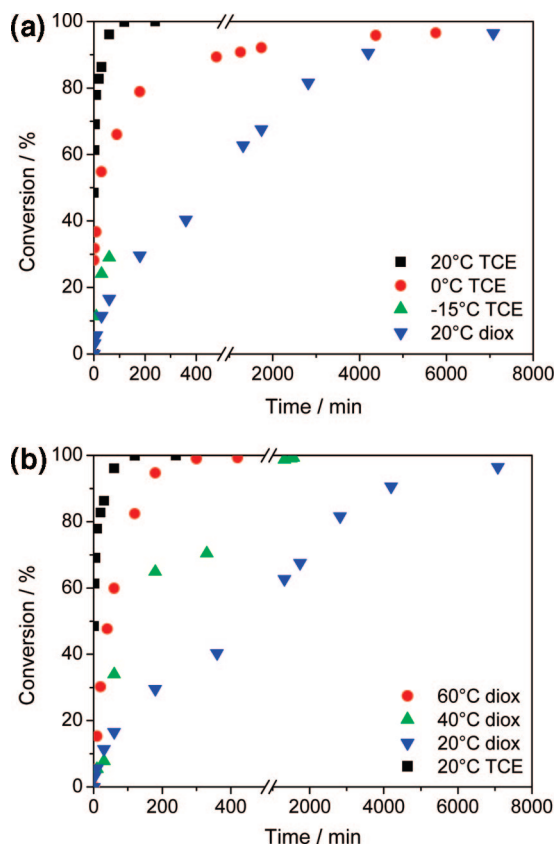 (a)
100
80
60
40
20
0
Conversion / %
20°C TCE
0°C TCE
-15°C TCE
20°C diox
0 200 400 2000 4000 6000 8000
Time / min
(b)
100
80
60
40
20
0
Conversion / %
60°C diox
40°C diox
20°C diox
20°C TCE
0 200 400 2000 4000 6000 8000
Time / min